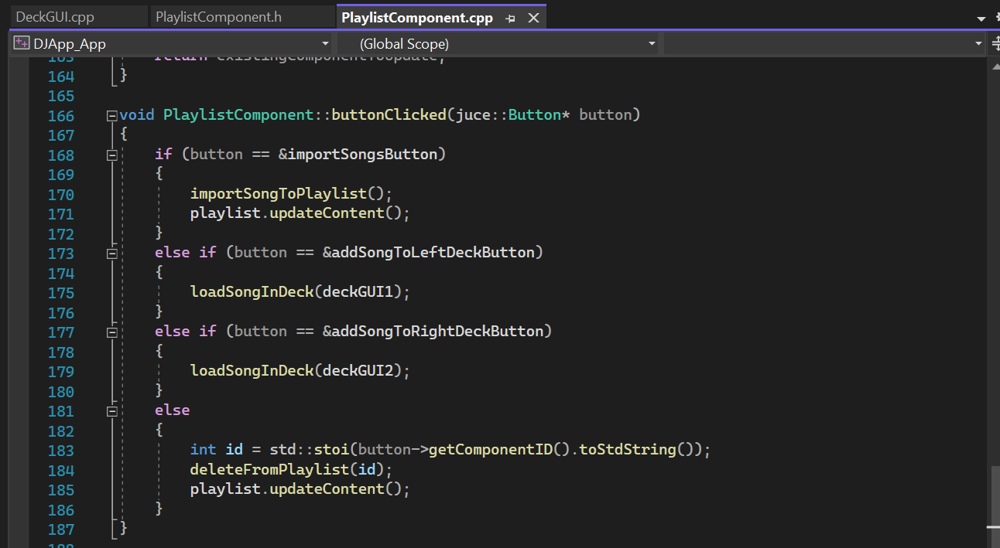 DeckGUI.cpp PlaylistComponent.h PlaylistComponent.cpp
DJApp_App (Global Scope)
163 return existingComponentToUpdate;
164 }
165
166 void PlaylistComponent::buttonClicked(juce::Button* button)
167 {
168 if (button == &importSongsButton)
169 {
170 importSongToPlaylist();
171 playlist.updateContent();
172 }
173 else if (button == &addSongToLeftDeckButton)
174 {
175 loadSongInDeck(deckGUI1);
176 }
177 else if (button == &addSongToRightDeckButton)
178 {
179 loadSongInDeck(deckGUI2);
180 }
181 else
182 {
183 int id = std::stoi(button->getComponentID().toStdString());
184 deleteFromPlaylist(id);
185 playlist.updateContent();
186 }
187 }
188